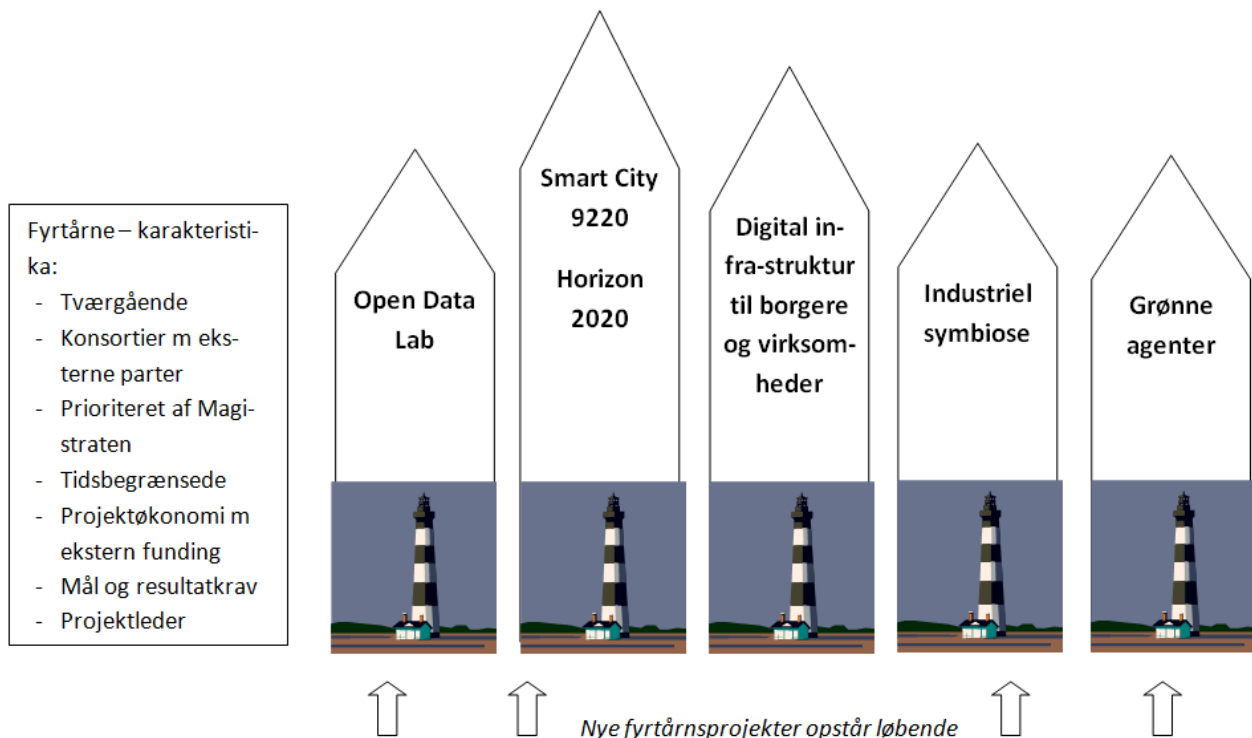 Fyrtårne – karakteristi-
ka:
- Tværgående
- Konsortier m eks-
terne parter
- Prioriteret af Magi-
straten
- Tidsbegrænsede
- Projektøkonomi m
ekstern funding
- Mål og resultatkrav
- Projektleder
Open Data
Lab
Smart City
9220
Horizon
2020
Digital in-
fra-struktur
til borgere
og virksom-
heder
Industriel
symbiose
Grønne
agenter
Nye fyrtårnsprojekter opstår løbende